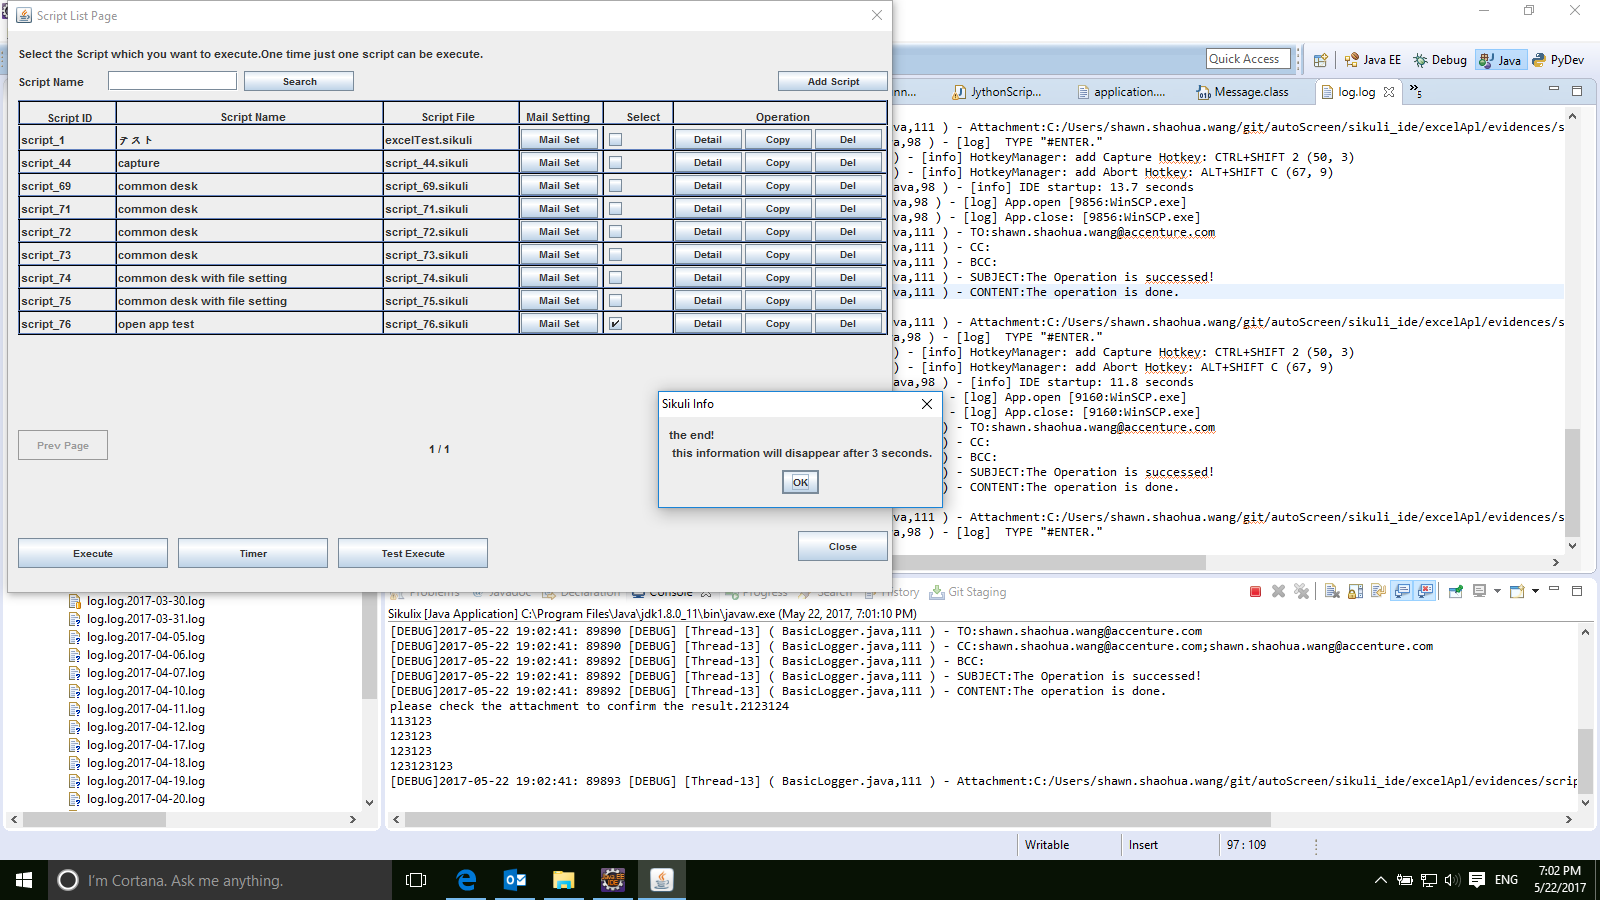 Script List Page
Select the Script which you want to execute.One time just one script can be execute.
Script Name
Search
Add Script
Script ID Script Name Script File Mail Setting Select Operation
script_1 テスト excelTest.sikuli Mail Set Detail Copy Del
script_44 capture script_44.sikuli Mail Set Detail Copy Del
script_69 common desk script_69.sikuli Mail Set Detail Copy Del
script_71 common desk script_71.sikuli Mail Set Detail Copy Del
script_72 common desk script_72.sikuli Mail Set Detail Copy Del
script_73 common desk script_73.sikuli Mail Set Detail Copy Del
script_74 common desk with file setting script_74.sikuli Mail Set Detail Copy Del
script_75 common desk with file setting script_75.sikuli Mail Set Detail Copy Del
script_76 open app test script_76.sikuli Mail Set Detail Copy Del
Prev Page
1 / 1
Execute
Timer
Test Execute
Close
Sikuli Info
the end!
this information will disappear after 3 seconds.
OK
Quick Access
Java EE
Debug
Java
PyDev
nn...
JythonScrip...
application....
Message.class
log.log
5
ava,111 ) - Attachment:C:/Users/shawn.shaohua.wang/git/autoScreen/sikuli_ide/excelApl/evidences/s
va,98 ) - [log]  TYPE "#ENTER."
) - [info] HotkeyManager: add Capture Hotkey: CTRL+SHIFT 2 (50, 3)
) - [info] HotkeyManager: add Abort Hotkey: ALT+SHIFT C (67, 9)
ava,98 ) - [info] IDE startup: 13.7 seconds
va,98 ) - [log] App.open [9856:WinSCP.exe]
va,98 ) - [log] App.close: [9856:WinSCP.exe]
va,111 ) - TO:shawn.shaohua.wang@accenture.com
va,111 ) - CC:
va,111 ) - BCC:
va,111 ) - SUBJECT:The Operation is successed!
va,111 ) - CONTENT:The operation is done.
va,111 ) - Attachment:C:/Users/shawn.shaohua.wang/git/autoScreen/sikuli_ide/excelApl/evidences/s
va,98 ) - [log]  TYPE "#ENTER."
) - [info] HotkeyManager: add Capture Hotkey: CTRL+SHIFT 2 (50, 3)
) - [info] HotkeyManager: add Abort Hotkey: ALT+SHIFT C (67, 9)
ava,98 ) - [info] IDE startup: 11.8 seconds
- [log] App.open [9160:WinSCP.exe]
) - [log] App.close: [9160:WinSCP.exe]
) - TO:shawn.shaohua.wang@accenture.com
) - CC:
) - BCC:
) - SUBJECT:The Operation is successed!
) - CONTENT:The operation is done.
va,111 ) - Attachment:C:/Users/shawn.shaohua.wang/git/autoScreen/sikuli_ide/excelApl/evidences/s
va,98 ) - [log]  TYPE "#ENTER."
log.log.2017-03-30.log
log.log.2017-03-31.log
log.log.2017-04-05.log
log.log.2017-04-06.log
log.log.2017-04-07.log
log.log.2017-04-10.log
log.log.2017-04-11.log
log.log.2017-04-12.log
log.log.2017-04-17.log
log.log.2017-04-18.log
log.log.2017-04-19.log
log.log.2017-04-20.log
Problems
Javadoc
Declaration
Console
Progress
Search
History
Git Staging
Sikulix [Java Application] C:\Program Files\Java\jdk1.8.0_11\bin\javaw.exe (May 22, 2017, 7:01:10 PM)
[DEBUG]2017-05-22 19:02:41: 89890 [DEBUG] [Thread-13] ( BasicLogger.java,111 ) - TO:shawn.shaohua.wang@accenture.com
[DEBUG]2017-05-22 19:02:41: 89890 [DEBUG] [Thread-13] ( BasicLogger.java,111 ) - CC:shawn.shaohua.wang@accenture.com;shawn.shaohua.wang@accenture.com
[DEBUG]2017-05-22 19:02:41: 89892 [DEBUG] [Thread-13] ( BasicLogger.java,111 ) - BCC:
[DEBUG]2017-05-22 19:02:41: 89892 [DEBUG] [Thread-13] ( BasicLogger.java,111 ) - SUBJECT:The Operation is successed!
[DEBUG]2017-05-22 19:02:41: 89892 [DEBUG] [Thread-13] ( BasicLogger.java,111 ) - CONTENT:The operation is done.
please check the attachment to confirm the result.2123124
113123
123123
123123
123123123
[DEBUG]2017-05-22 19:02:41: 89893 [DEBUG] [Thread-13] ( BasicLogger.java,111 ) - Attachment:C:/Users/shawn.shaohua.wang/git/autoScreen/sikuli_ide/excelApl/evidences/scrip
Writable
Insert
97 : 109
I'm Cortana. Ask me anything.
ENG
7:02 PM
5/22/2017